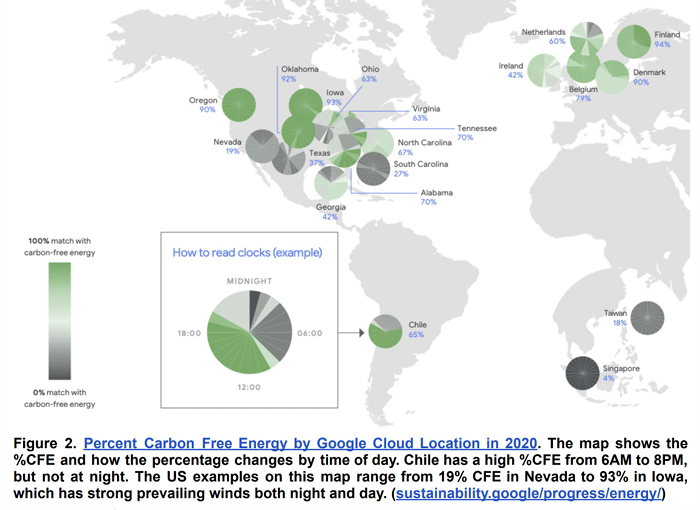 Netherlands
60%
Finland
94%
Ireland
42%
Denmark
90%
Belgium
79%
Oklahoma
92%
Ohio
63%
Iowa
93%
Oregon
90%
Virginia
63%
Tennessee
70%
Nevada
19%
Texas
37%
North Carolina
67%
South Carolina
27%
Alabama
70%
Georgia
42%
100% match with
carbon-free energy
0% match with
carbon-free energy
How to read clocks (example)
MIDNIGHT
18:00
06:00
12:00
Chile
65%
Taiwan
18%
Singapore
4%
Figure 2. Percent Carbon Free Energy by Google Cloud Location in 2020. The map shows the
%CFE and how the percentage changes by time of day. Chile has a high %CFE from 6AM to 8PM,
but not at night. The US examples on this map range from 19% CFE in Nevada to 93% in Iowa,
which has strong prevailing winds both night and day. (sustainability.google/progress/energy/)